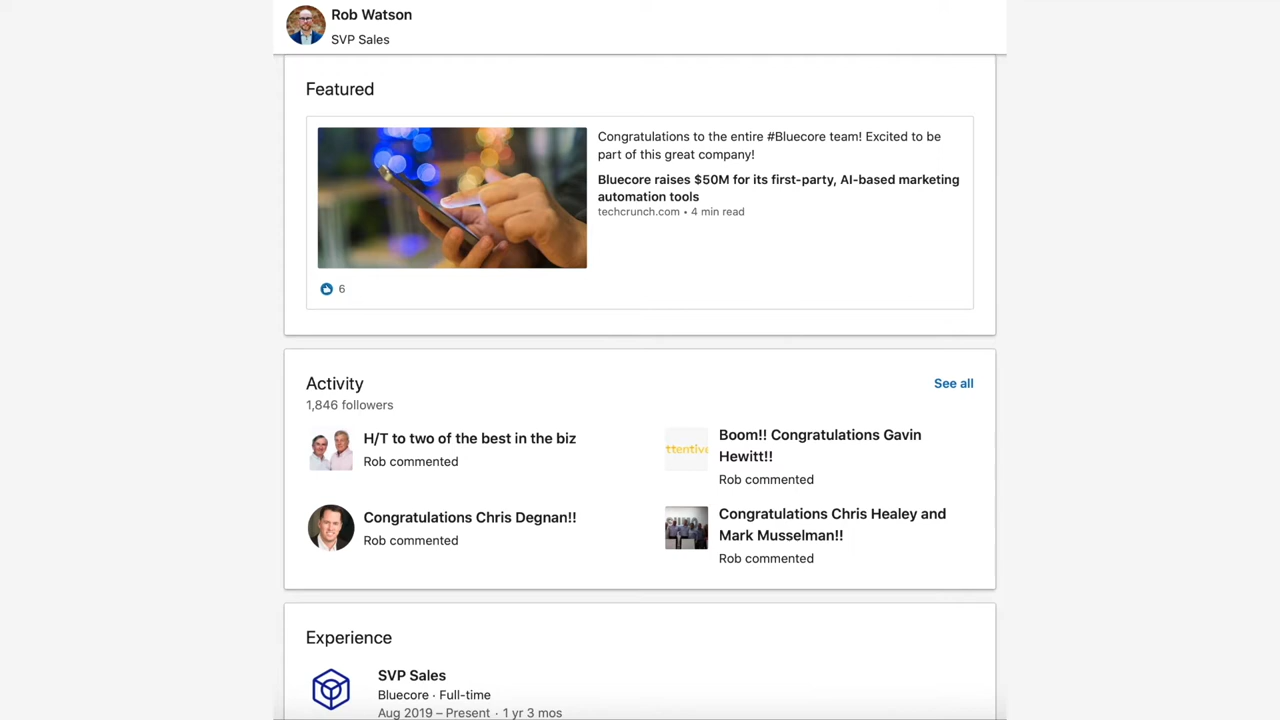 Rob Watson
SVP Sales
Featured
Congratulations to the entire #Bluecore team! Excited to be
part of this great company!
Bluecore raises $50M for its first-party, AI-based marketing
automation tools
techcrunch.com • 4 min read
6
Activity
See all
1,846 followers
H/T to two of the best in the biz
Rob commented
ttentive
Boom!! Congratulations Gavin
Hewitt!!
Rob commented
Congratulations Chris Degnan!!
Rob commented
Congratulations Chris Healey and
Mark Musselman!!
Rob commented
Experience
SVP Sales
Bluecore · Full-time
Aug 2019 – Present · 1 yr 3 mos